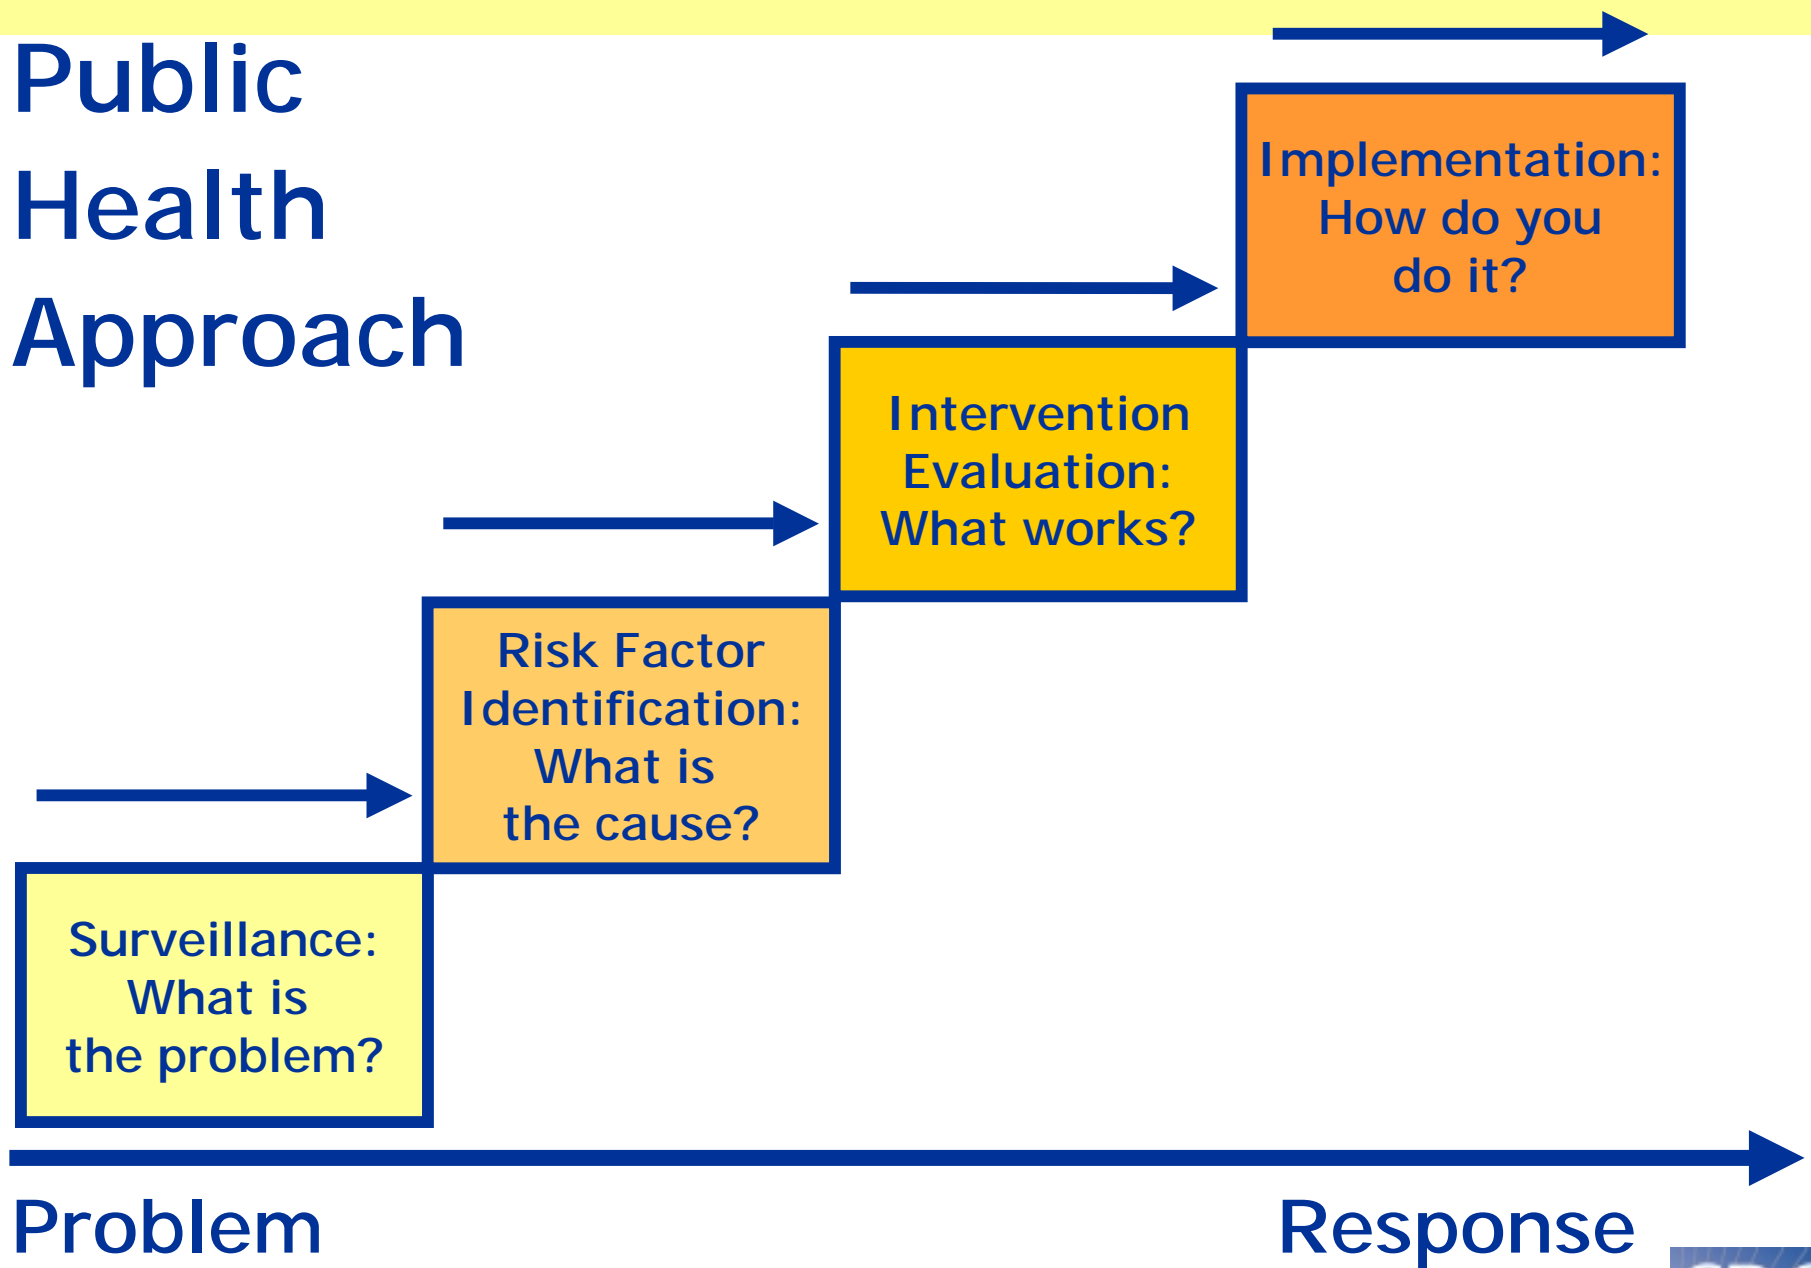 Public
Health
Approach
Implementation:
How do you
do it?
Intervention
Evaluation:
What works?
Risk Factor
Identification:
What is
the cause?
Surveillance:
What is
the problem?
Problem
Response